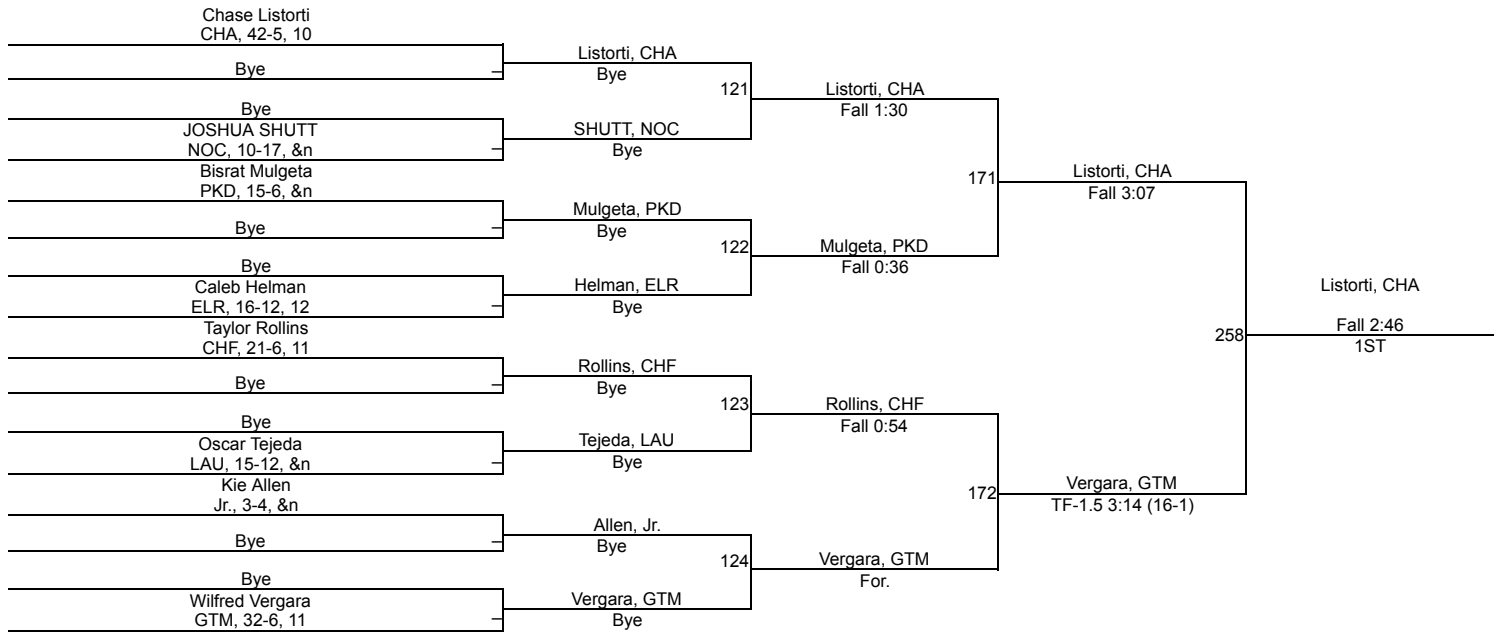 Chase Listorti
CHA, 42-5, 10
Bye
Bye
JOSHUA SHUTT
NOC, 10-17, &n
Bisrat Mulgeta
PKD, 15-6, &n
Bye
Bye
Caleb Helman
ELR, 16-12, 12
Taylor Rollins
CHF, 21-6, 11
Bye
Bye
Oscar Tejeda
LAU, 15-12, &n
Kie Allen
Jr., 3-4, &n
Bye
Bye
Wilfred Vergara
GTM, 32-6, 11
Listorti, CHA
Bye
121
SHUTT, NOC
Bye
Mulgeta, PKD
Bye
122
Helman, ELR
Bye
Rollins, CHF
Bye
123
Tejeda, LAU
Bye
Allen, Jr.
Bye
124
Vergara, GTM
Bye
Listorti, CHA
Fall 1:30
171
Mulgeta, PKD
Fall 0:36
Rollins, CHF
Fall 0:54
172
Vergara, GTM
For.
Listorti, CHA
Fall 3:07
258
Vergara, GTM
TF-1.5 3:14 (16-1)
Listorti, CHA
Fall 2:46
1ST